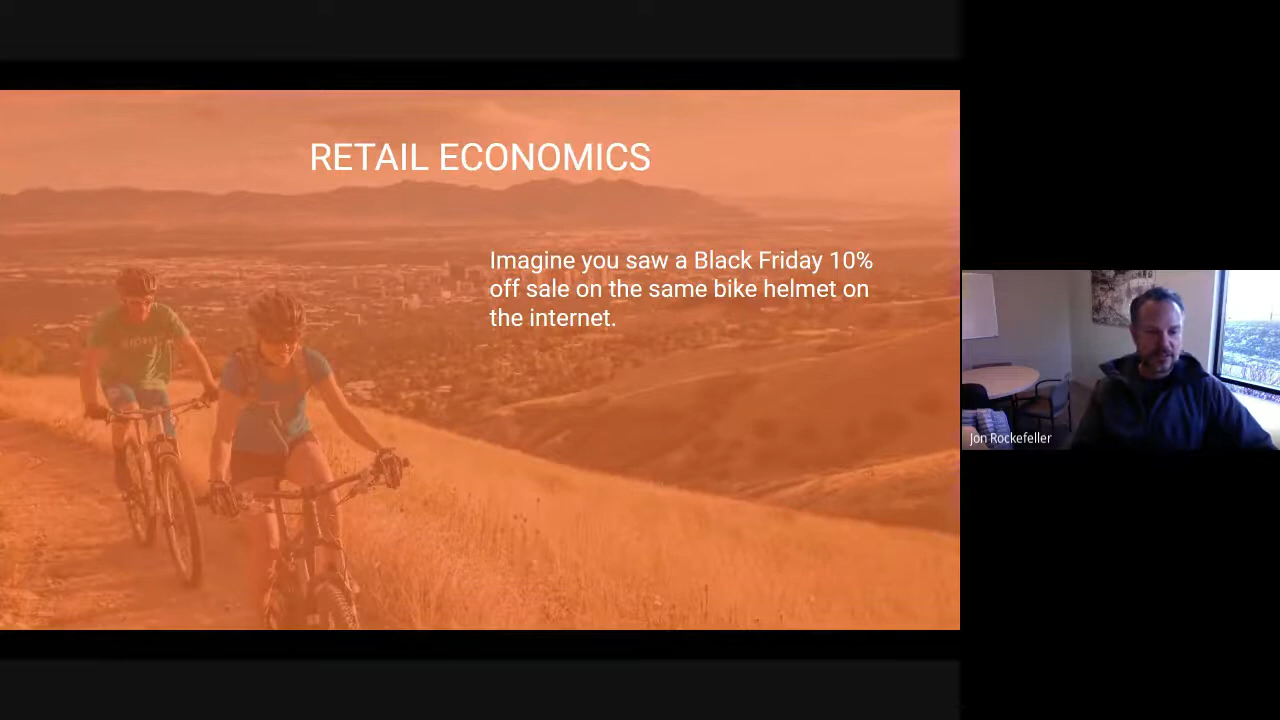 RETAIL ECONOMICS
Imagine you saw a Black Friday 10%
off sale on the same bike helmet on
the internet.
Jon Rockefeller